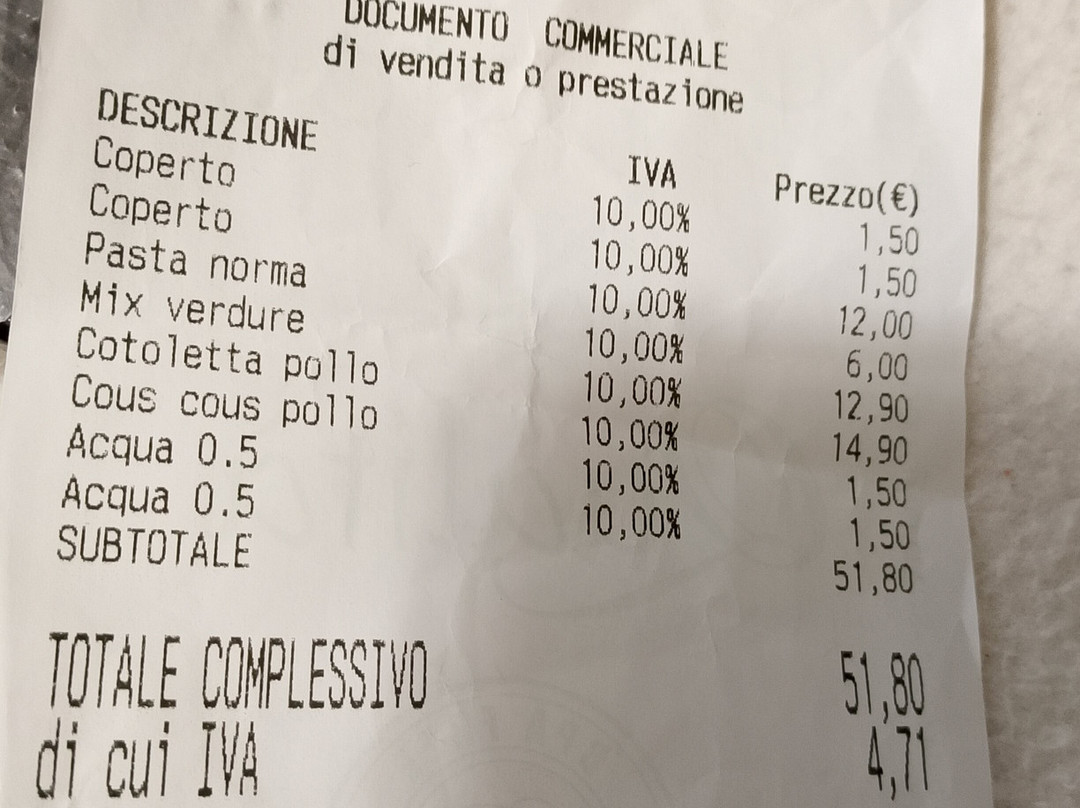 DOCUMENTO COMMERCIALE
di vendita o prestazione
DESCRIZIONE IVA Prezzo(€)
Coperto 10,00% 1,50
Coperto 10,00% 1,50
Pasta norma 10,00% 12,00
Mix verdure 10,00% 6,00
Cotoletta pollo 10,00% 12,90
Cous cous pollo 10,00% 14,90
Acqua 0.5 10,00% 1,50
Acqua 0.5 10,00% 1,50
SUBTOTALE 51,80
TOTALE COMPLESSIVO 51,80
di cui IVA 4,71